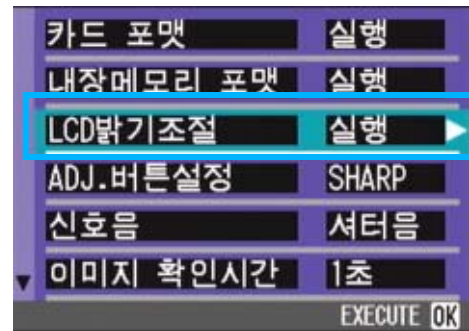 카드 포맷 실행
내장메모리 포맷 실행
LCD밝기조절 실행
ADJ.버튼설정 SHARP
신호음 셔터음
이미지 확인시간 1초
EXECUTE OK